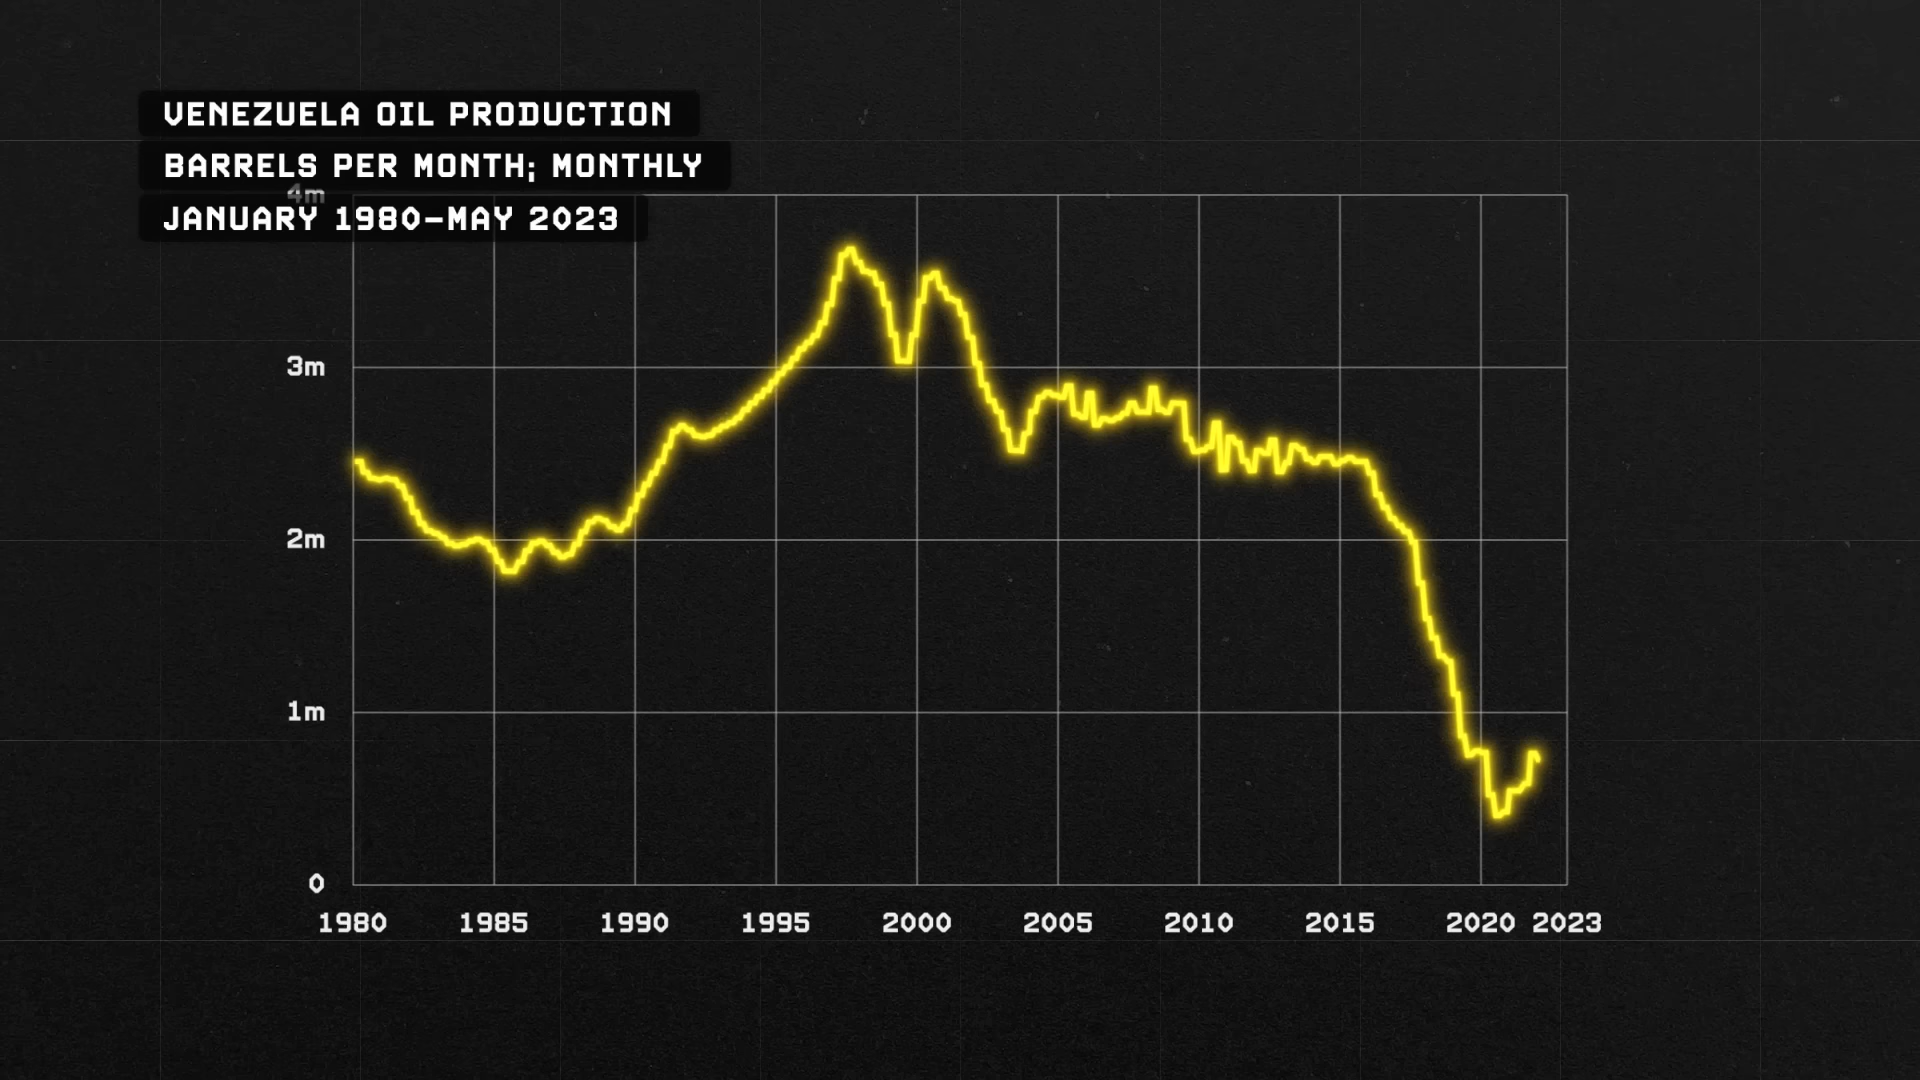 VENEZUELA OIL PRODUCTION
BARRELS PER MONTH; MONTHLY
JANUARY 1980–MAY 2023
4m
3m
2m
1m
0
1980 1985 1990 1995 2000 2005 2010 2015 2020 2023